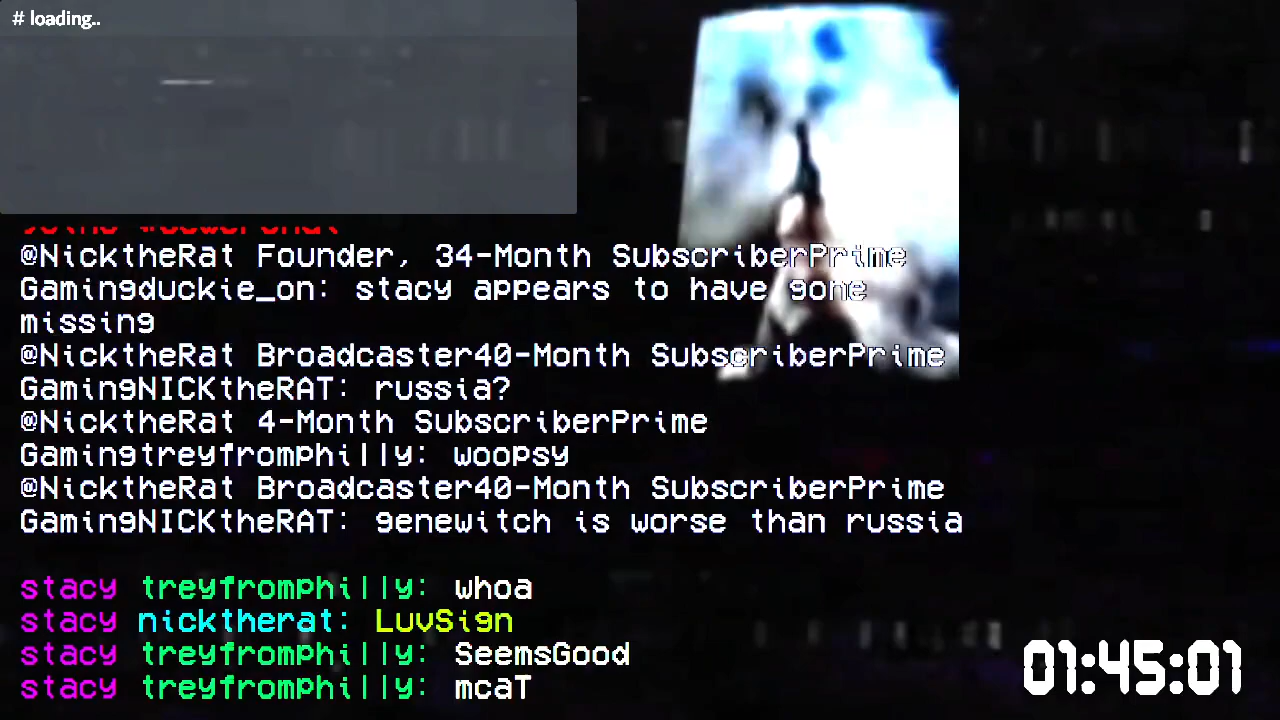 # loading..
@NicktheRat Founder, 34-Month SubscriberPrime
Gamingduckie_on: stacy appears to have gone
missing
@NicktheRat Broadcaster40-Month SubscriberPrime
GamingNICKtheRAT: russia?
@NicktheRat 4-Month SubscriberPrime
Gamingtreyfromphilly: woopsy
@NicktheRat Broadcaster40-Month SubscriberPrime
GamingNICKtheRAT: genewitch is worse than russia
stacy treyfromphilly: whoa
stacy nicktherat: LuvSign
stacy treyfromphilly: SeemsGood
stacy treyfromphilly: mcaT
01:45:01